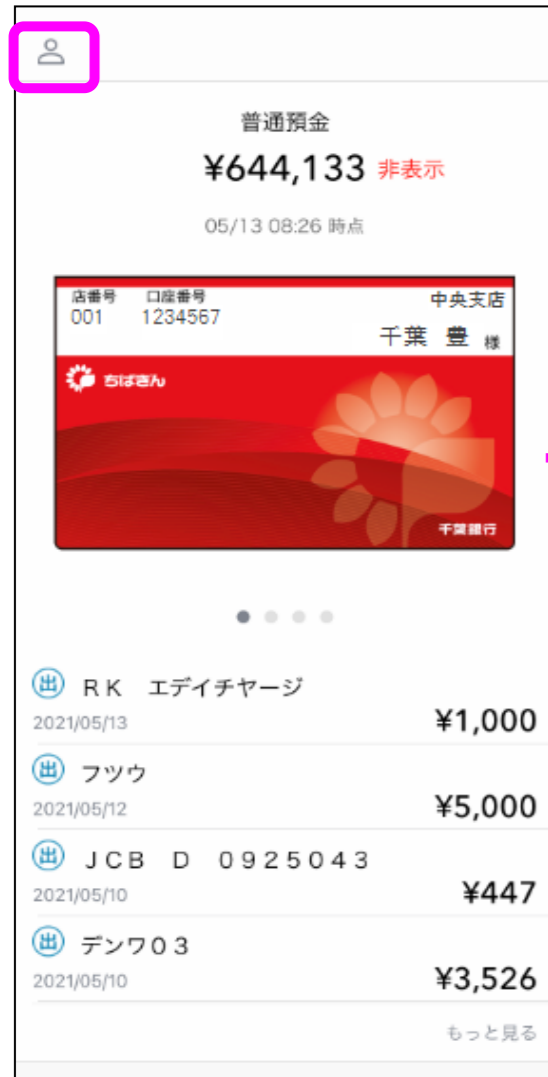 普通預金
¥644,133 非表示
05/13 08:26 時点
店番号 口座番号 中央支店
001 1234567
千葉 豊 様
ちばぎん
千葉銀行
出 RK エデイチヤージ
2021/05/13 ¥1,000
出 フツウ
2021/05/12 ¥5,000
出 JCB D 0925043
2021/05/10 ¥447
出 デンワ03
2021/05/10 ¥3,526
もっと見る